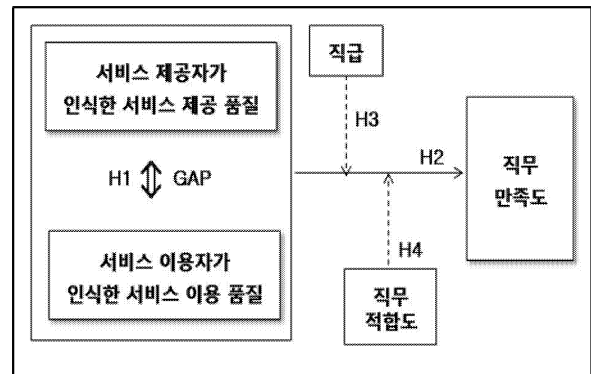 서비스 제공자가
인식한 서비스 제공 품질
H1
GAP
서비스 이용자가
인식한 서비스 이용 품질
직급
H3
H2
H4
직무
적합도
직무
만족도